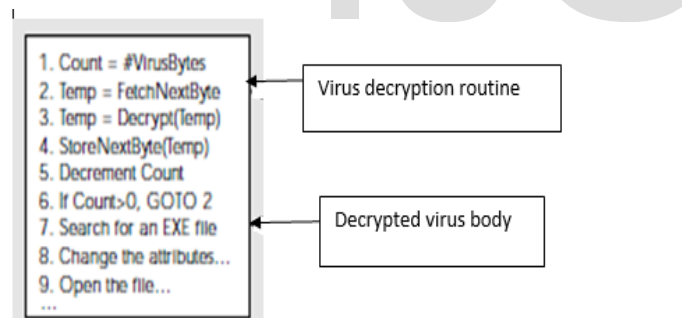 1. Count = #VirusBytes
2. Temp = FetchNextByte
3. Temp = Decrypt(Temp)
4. StoreNextByte(Temp)
5. Decrement Count
6. If Count>0, GOTO 2
7. Search for an EXE file
8. Change the attributes...
9. Open the file...
...
Virus decryption routine
Decrypted virus body